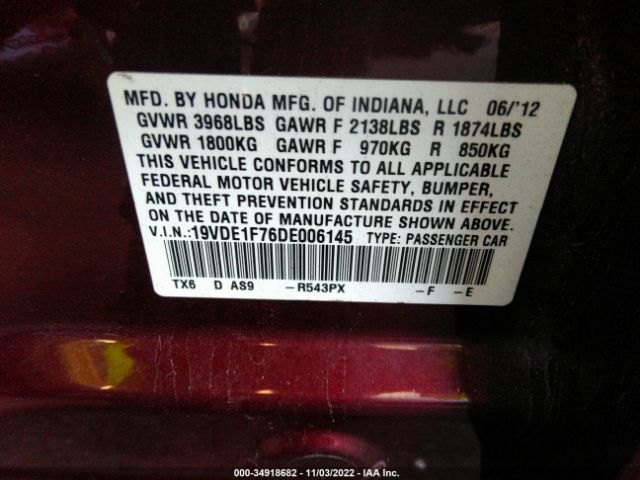 MFD. BY HONDA MFG. OF INDIANA, LLC 06/'12
GVWR 3968LBS GAWR F 2138LBS R 1874LBS
GVWR 1800KG GAWR F 970KG R 850KG
THIS VEHICLE CONFORMS TO ALL APPLICABLE
FEDERAL MOTOR VEHICLE SAFETY, BUMPER,
AND THEFT PREVENTION STANDARDS IN EFFECT
ON THE DATE OF MANUFACTURE SHOWN ABOVE.
V.I.N.:19VDE1F76DE006145 TYPE: PASSENGER CAR
TX6 D AS9 –R543PX –F –E
000-34918682 - 11/03/2022 - IAA Inc.